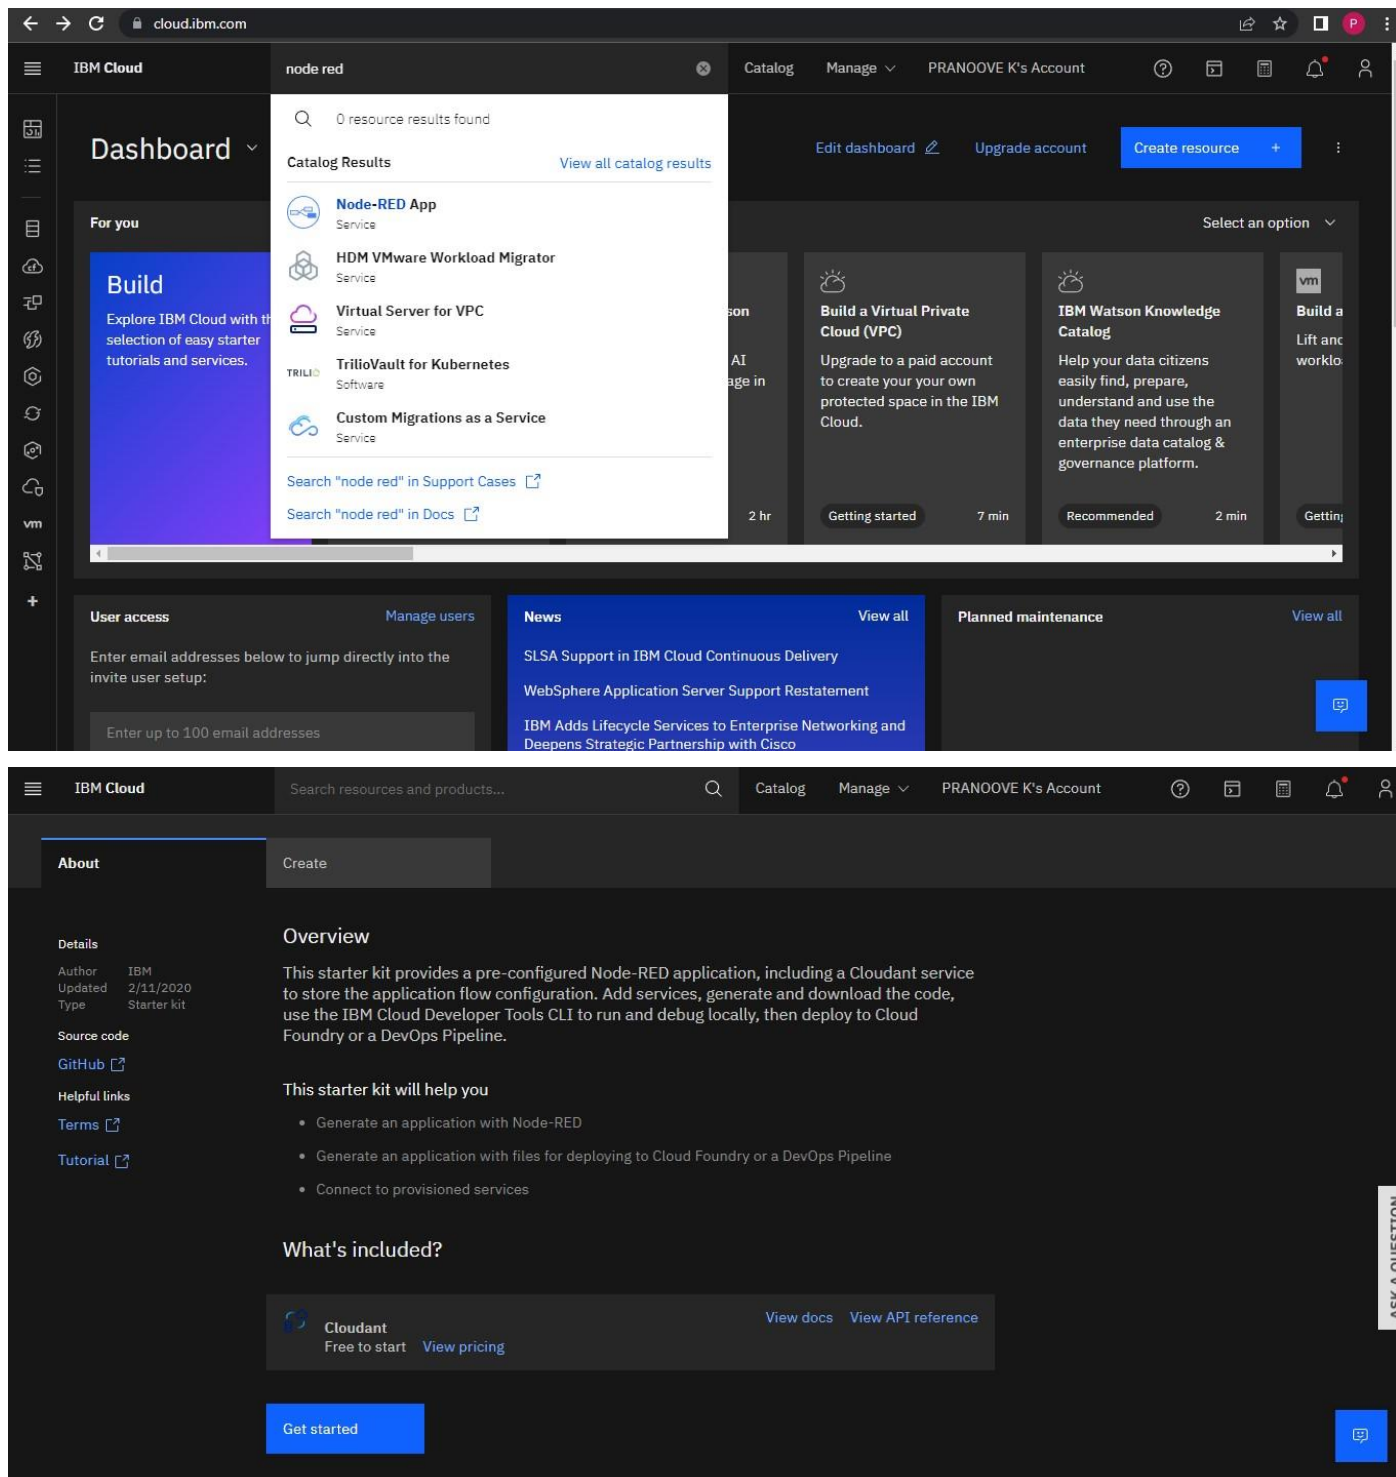 cloud.ibm.com
P
IBM Cloud
node red
Catalog
Manage
PRANOOVE K's Account
0 resource results found
Catalog Results
View all catalog results
Node-RED App
Service
HDM VMware Workload Migrator
Service
Virtual Server for VPC
Service
TRILIO
TrilioVault for Kubernetes
Software
Custom Migrations as a Service
Service
Search "node red" in Support Cases
Search "node red" in Docs
Dashboard
Edit dashboard
Upgrade account
Create resource +
For you
Select an option
Build
Explore IBM Cloud with th
selection of easy starter
tutorials and services.
son
AI
age in
2 hr
Build a Virtual Private
Cloud (VPC)
Upgrade to a paid account
to create your your own
protected space in the IBM
Cloud.
Getting started
7 min
IBM Watson Knowledge
Catalog
Help your data citizens
easily find, prepare,
understand and use the
data they need through an
enterprise data catalog &
governance platform.
Recommended
2 min
vm
Build a
Lift and
worklo
Getting
vm
User access
Manage users
Enter email addresses below to jump directly into the
invite user setup:
Enter up to 100 email addresses
News
View all
SLSA Support in IBM Cloud Continuous Delivery
WebSphere Application Server Support Restatement
IBM Adds Lifecycle Services to Enterprise Networking and
Deepens Strategic Partnership with Cisco
Planned maintenance
View all
IBM Cloud
Search resources and products...
Catalog
Manage
PRANOOVE K's Account
About
Create
Details
Author IBM
Updated 2/11/2020
Type Starter kit
Source code
GitHub
Helpful links
Terms
Tutorial
Overview
This starter kit provides a pre-configured Node-RED application, including a Cloudant service
to store the application flow configuration. Add services, generate and download the code,
use the IBM Cloud Developer Tools CLI to run and debug locally, then deploy to Cloud
Foundry or a DevOps Pipeline.
This starter kit will help you
• Generate an application with Node-RED
• Generate an application with files for deploying to Cloud Foundry or a DevOps Pipeline
• Connect to provisioned services
What's included?
Cloudant
Free to start View pricing
View docs View API reference
Get started
ASK A QUESTION